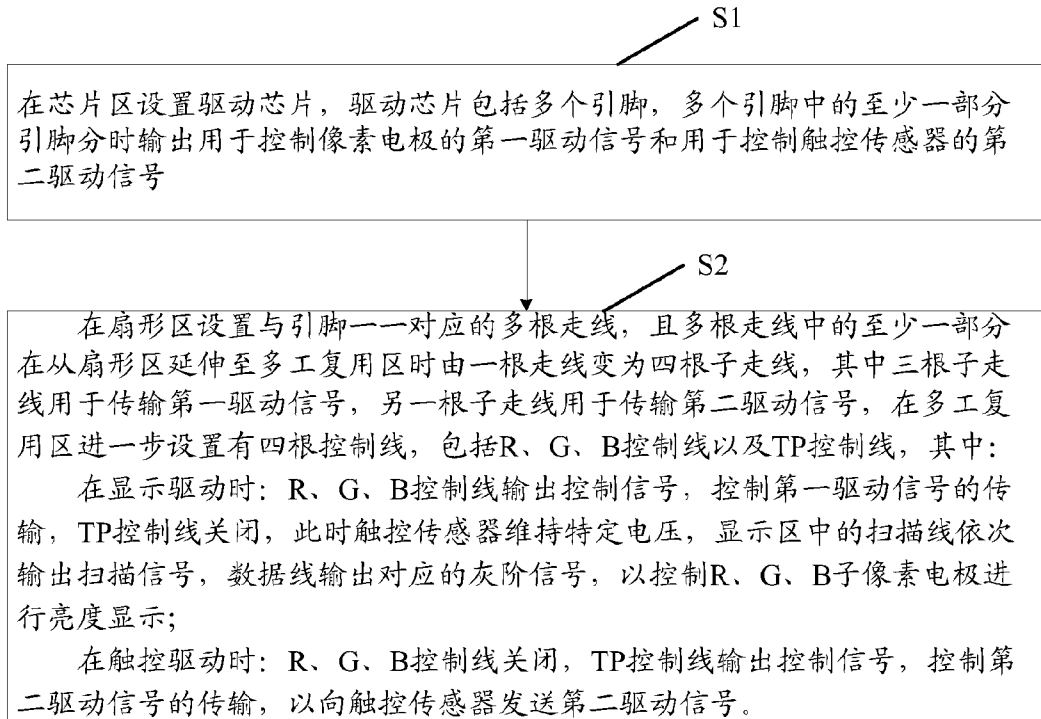 S1
在芯片区设置驱动芯片，驱动芯片包括多个引脚，多个引脚中的至少一部分
引脚分时输出用于控制像素电极的第一驱动信号和用于控制触控传感器的第
二驱动信号
S2
在扇形区设置与引脚一一对应的多根走线，且多根走线中的至少一部分
在从扇形区延伸至多工复用区时由一根走线变为四根子走线，其中三根子走
线用于传输第一驱动信号，另一根子走线用于传输第二驱动信号，在多工复
用区进一步设置有四根控制线，包括R、G、B控制线以及TP控制线，其中：
在显示驱动时：R、G、B控制线输出控制信号，控制第一驱动信号的传
输，TP控制线关闭，此时触控传感器维持特定电压，显示区中的扫描线依次
输出扫描信号，数据线输出对应的灰阶信号，以控制R、G、B子像素电极进
行亮度显示；
在触控驱动时：R、G、B控制线关闭，TP控制线输出控制信号，控制第
二驱动信号的传输，以向触控传感器发送第二驱动信号。